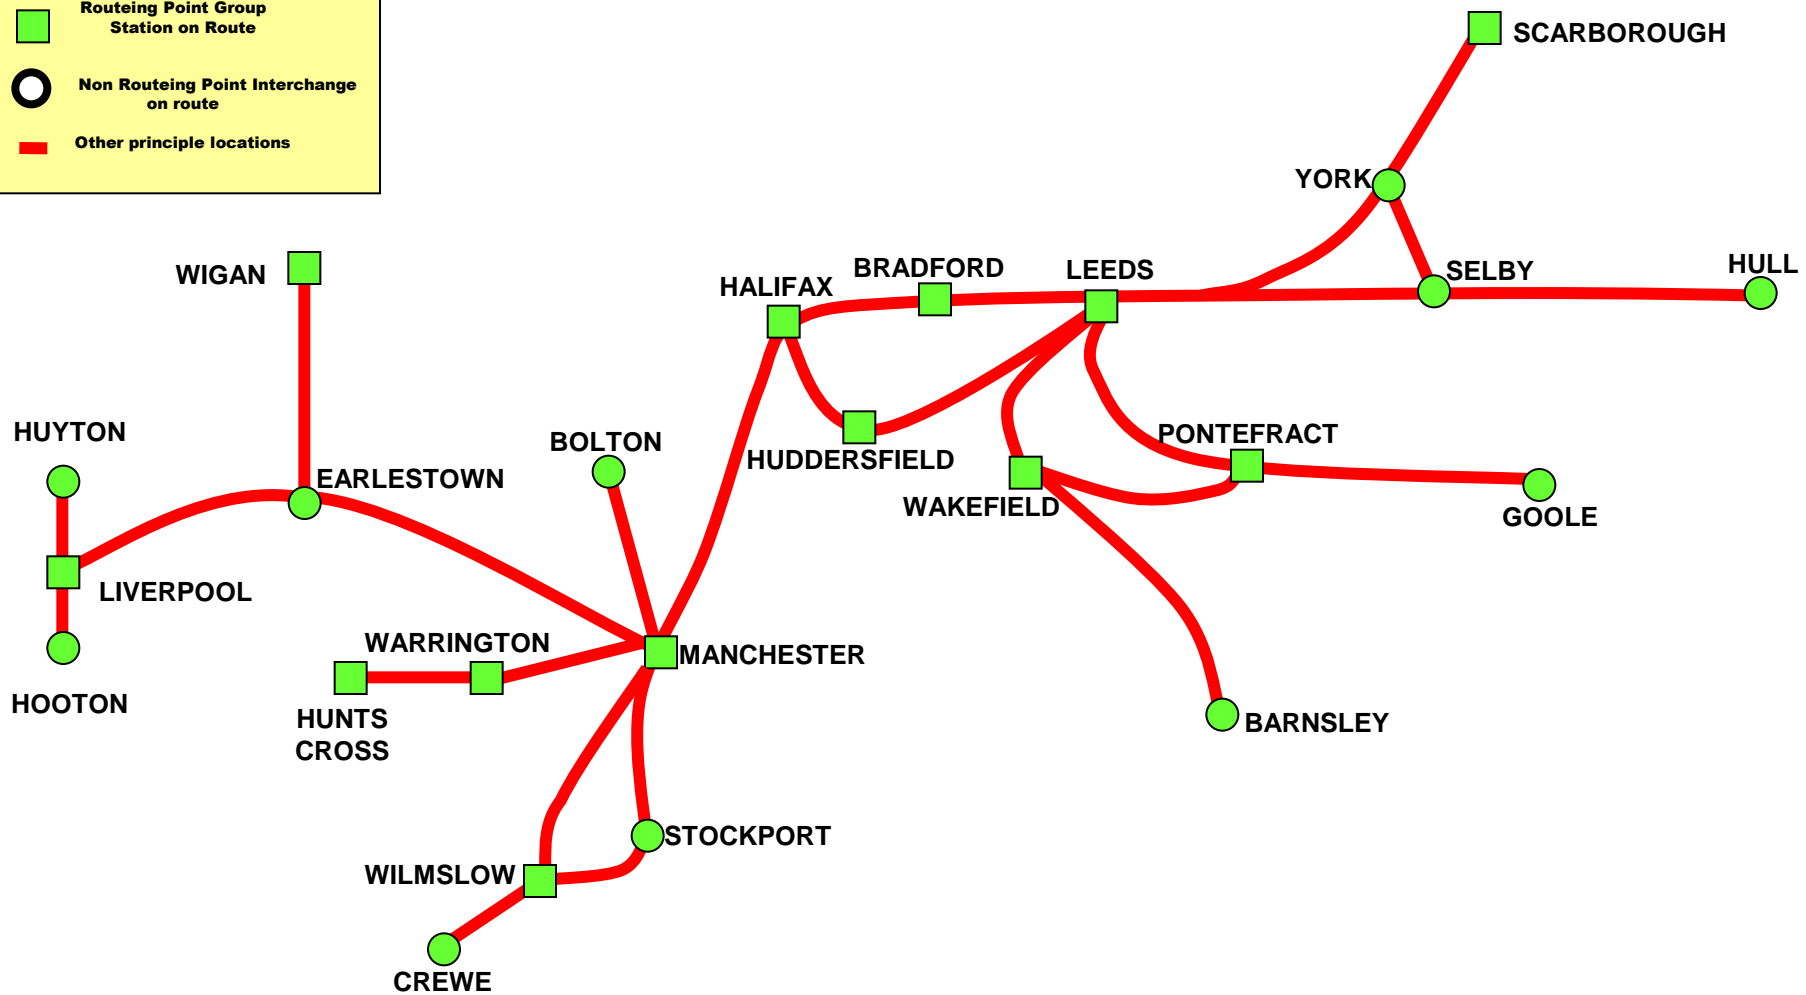 Routeing Point Group
Station on Route
Non Routeing Point Interchange
on route
Other principle locations
SCARBOROUGH
YORK
SELBY
HULL
LEEDS
BRADFORD
HALIFAX
WIGAN
HUYTON
EARLESTOWN
BOLTON
HUDDERSFIELD
PONTEFRACT
WAKEFIELD
GOOLE
LIVERPOOL
WARRINGTON
MANCHESTER
HOOTON
HUNTS
CROSS
BARNSLEY
STOCKPORT
WILMSLOW
CREWE